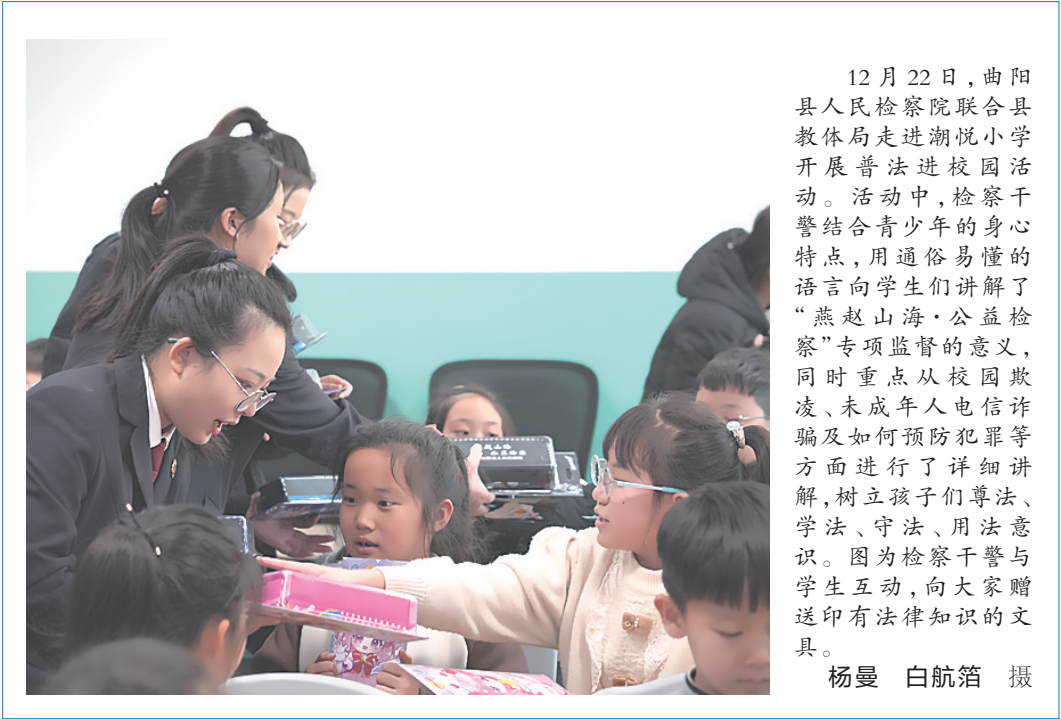 12月22日，曲阳
县人民检察院联合县
教体局走进潮悦小学
开展普法进校园活
动。活动中，检察干
警结合青少年的身心
特点，用通俗易懂的
语言向学生们讲解了
“燕赵山海·公益检
察”专项监督的意义，
同时重点从校园欺
凌、未成年人电信诈
骗及如何预防犯罪等
方面进行了详细讲
解，树立孩子们尊法、
学法、守法、用法意
识。图为检察干警与
学生互动，向大家赠
送印有法律知识的文
具。
杨曼 白航箔 摄